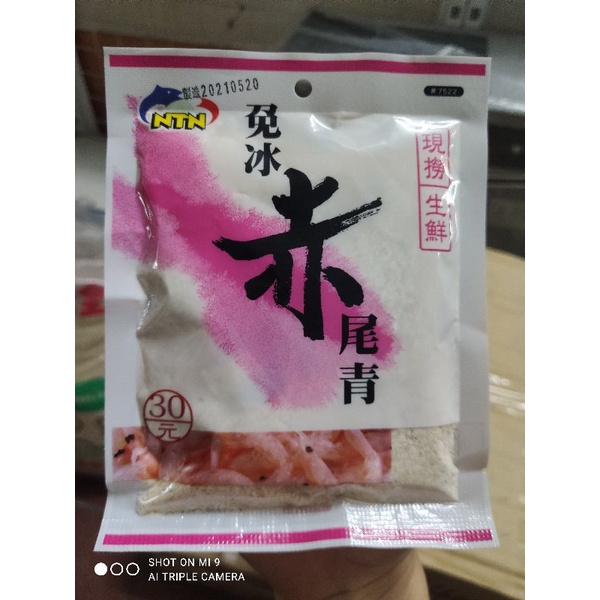 製造20210520
#7522
NTN
免冰
赤
尾青
現撈
生鮮
30
元
SHOT ON MI 9
AI TRIPLE CAMERA